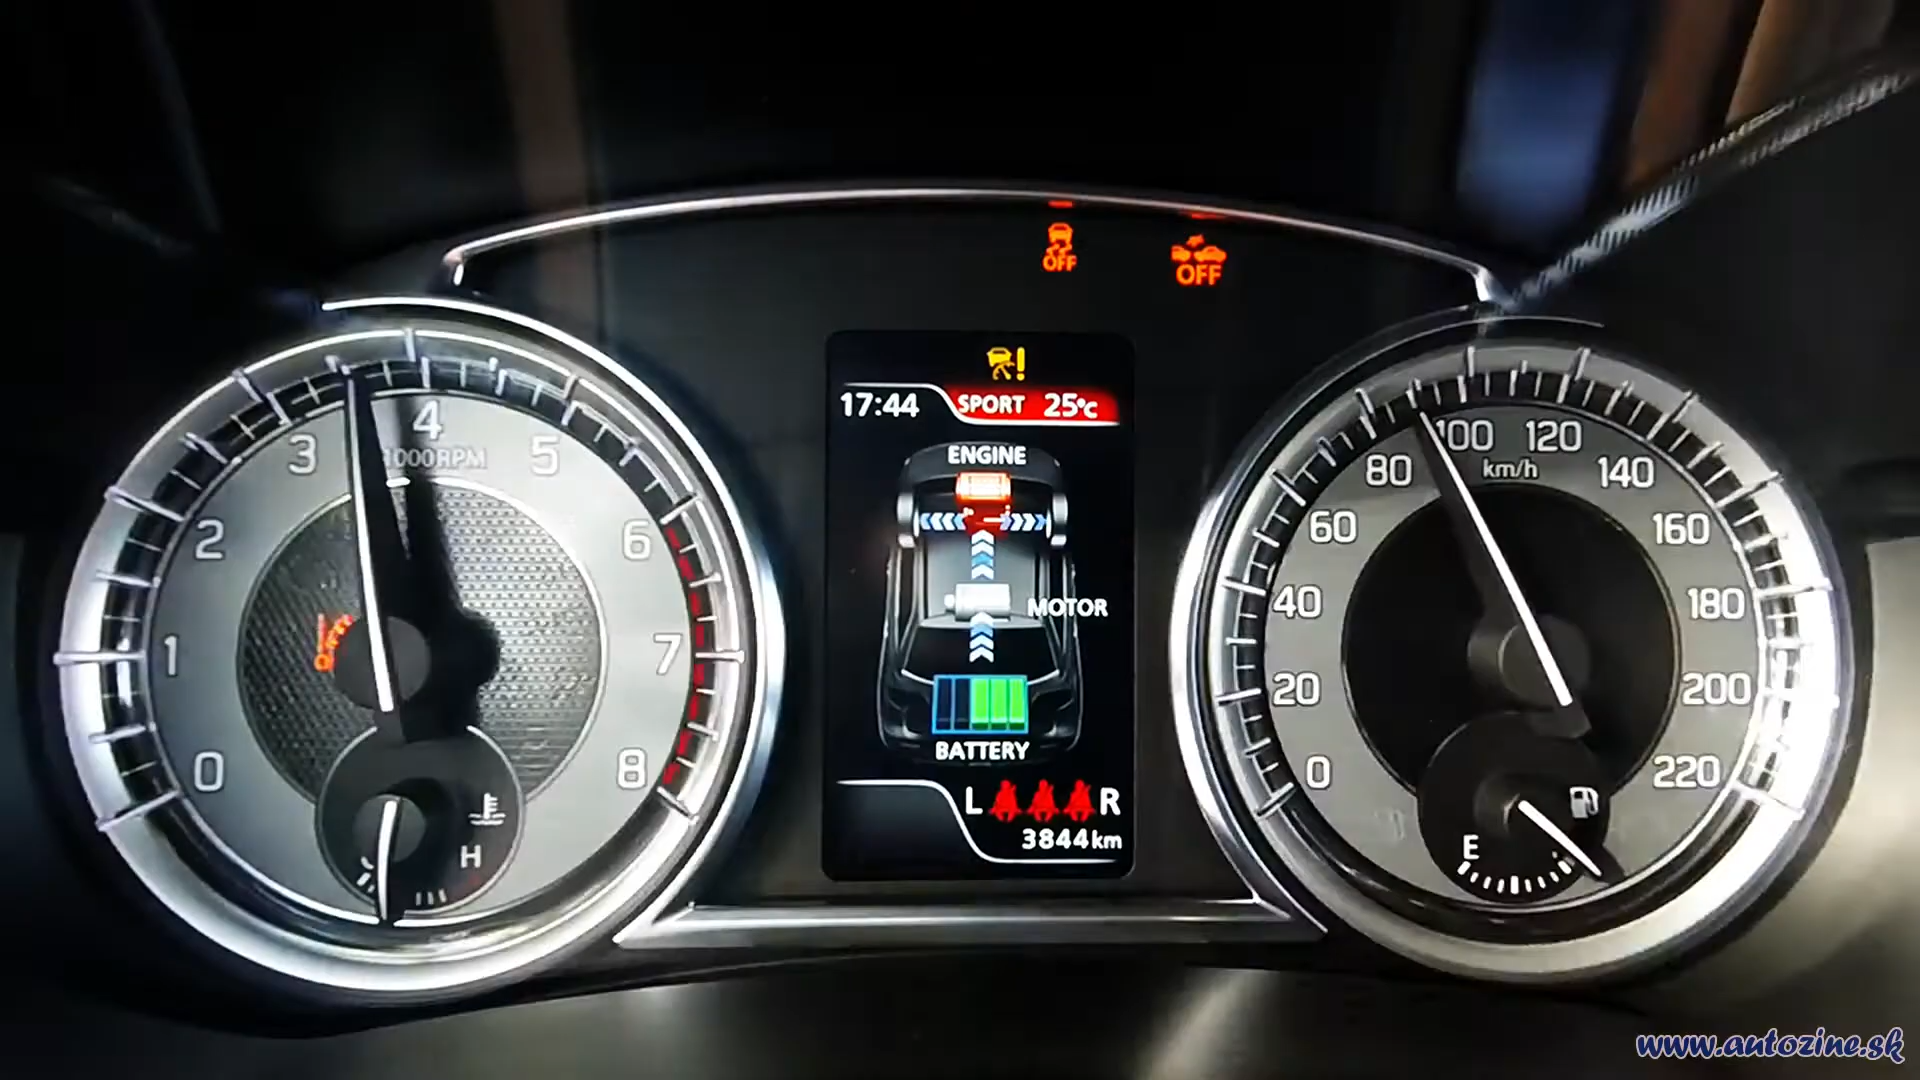 OFF
OFF
17:44
SPORT 25°C
ENGINE
MOTOR
BATTERY
L R
3844km
0
1
2
3
4
5
6
7
8
1000RPM
H
0
20
40
60
80
100
120
140
160
180
200
220
km/h
E
www.autozine.sk